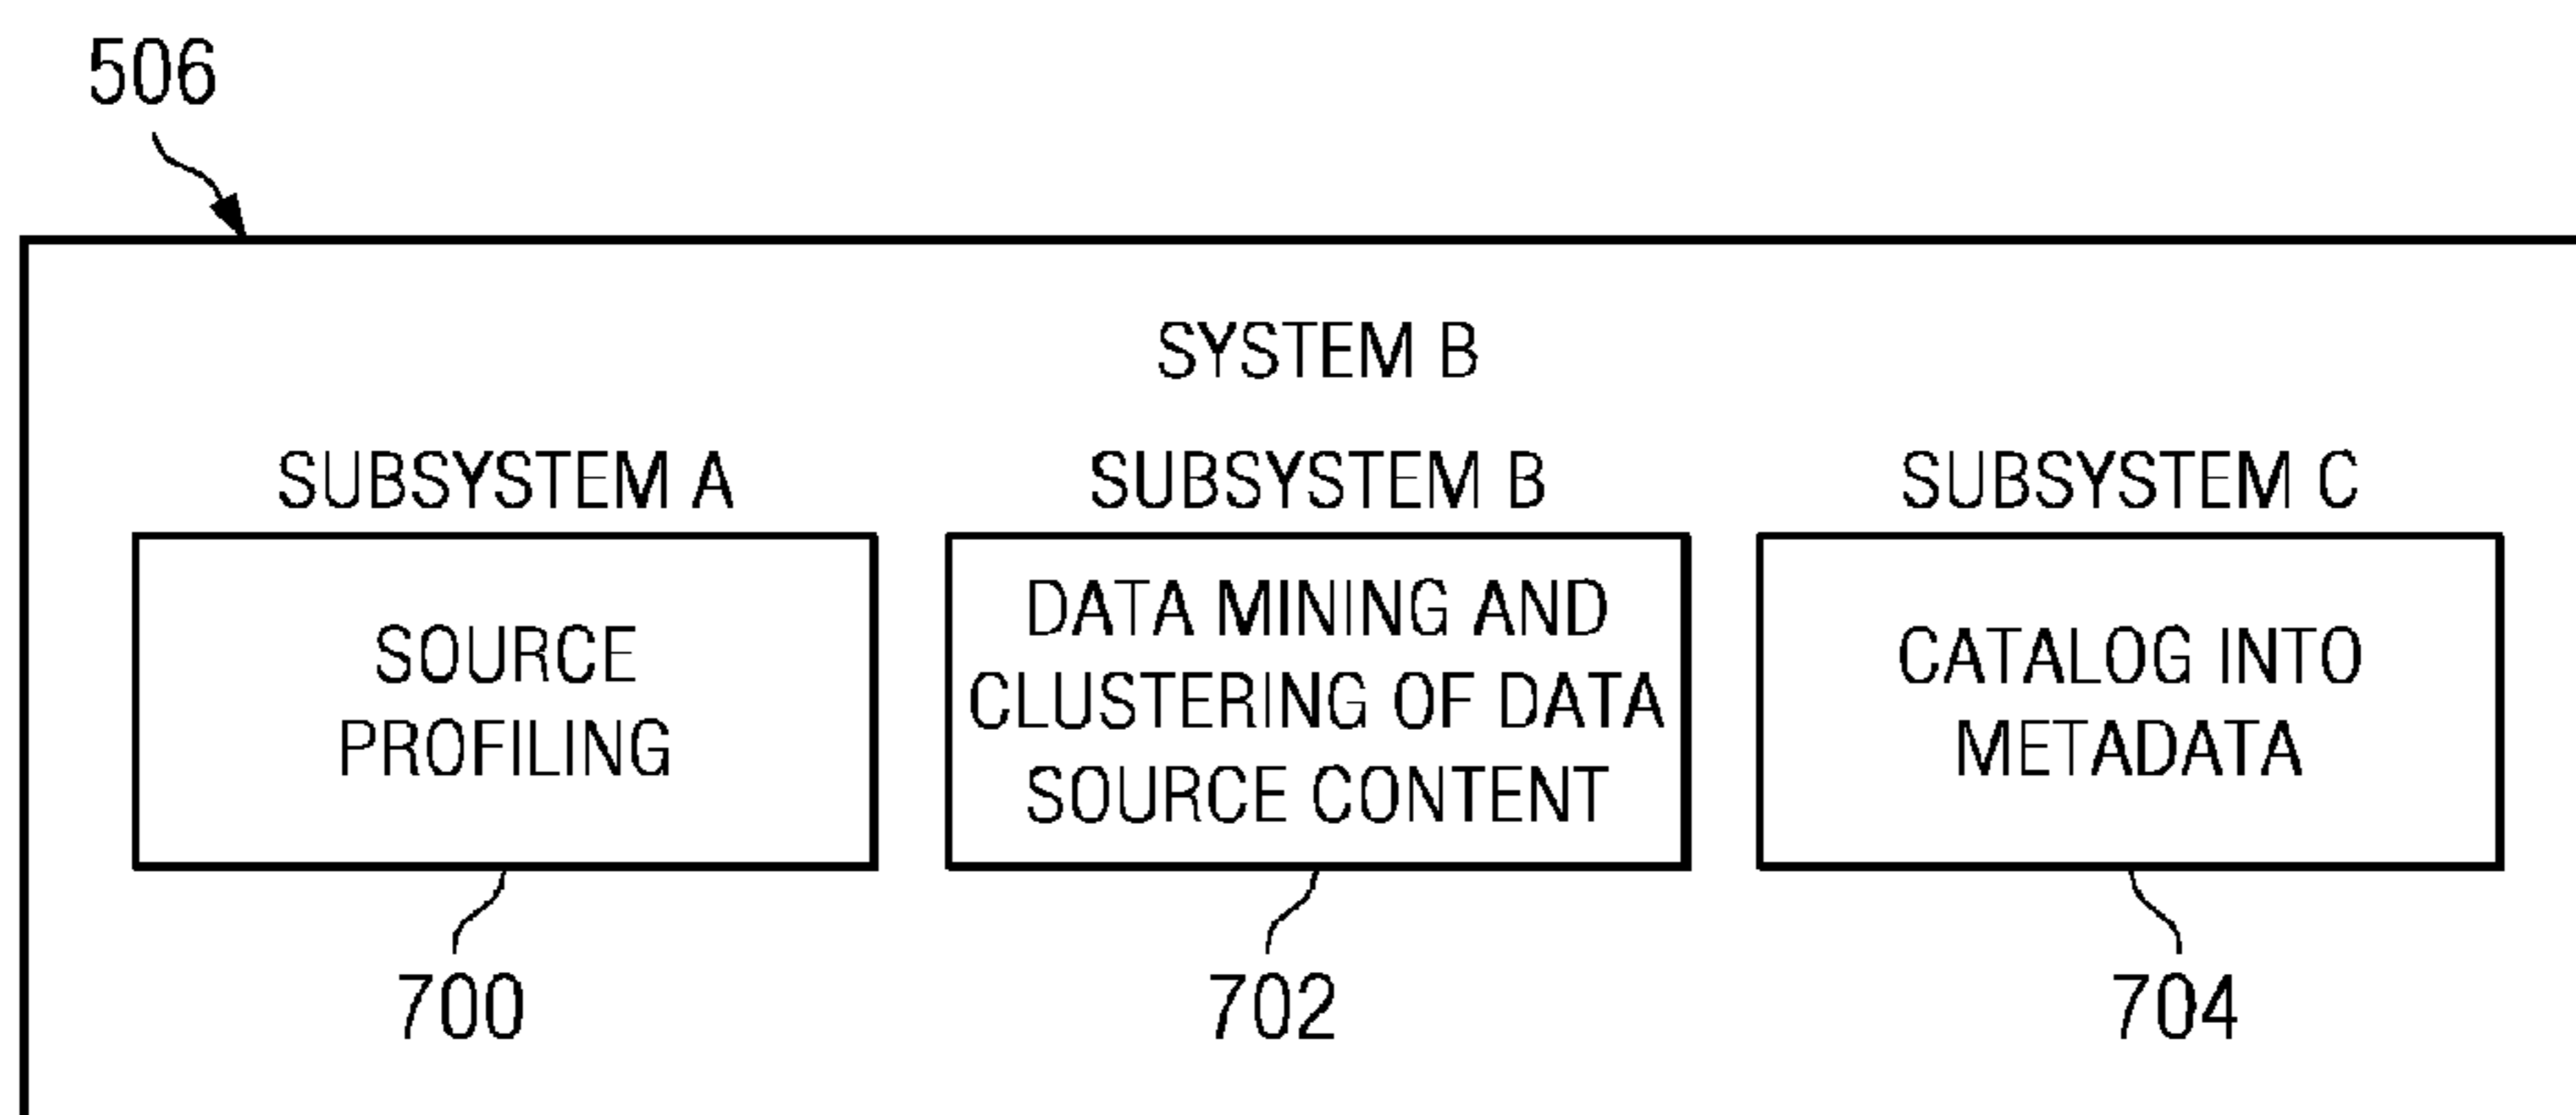 506
SYSTEM B
SUBSYSTEM A
SUBSYSTEM B
SUBSYSTEM C
SOURCE
PROFILING
DATA MINING AND
CLUSTERING OF DATA
SOURCE CONTENT
CATALOG INTO
METADATA
700
702
704